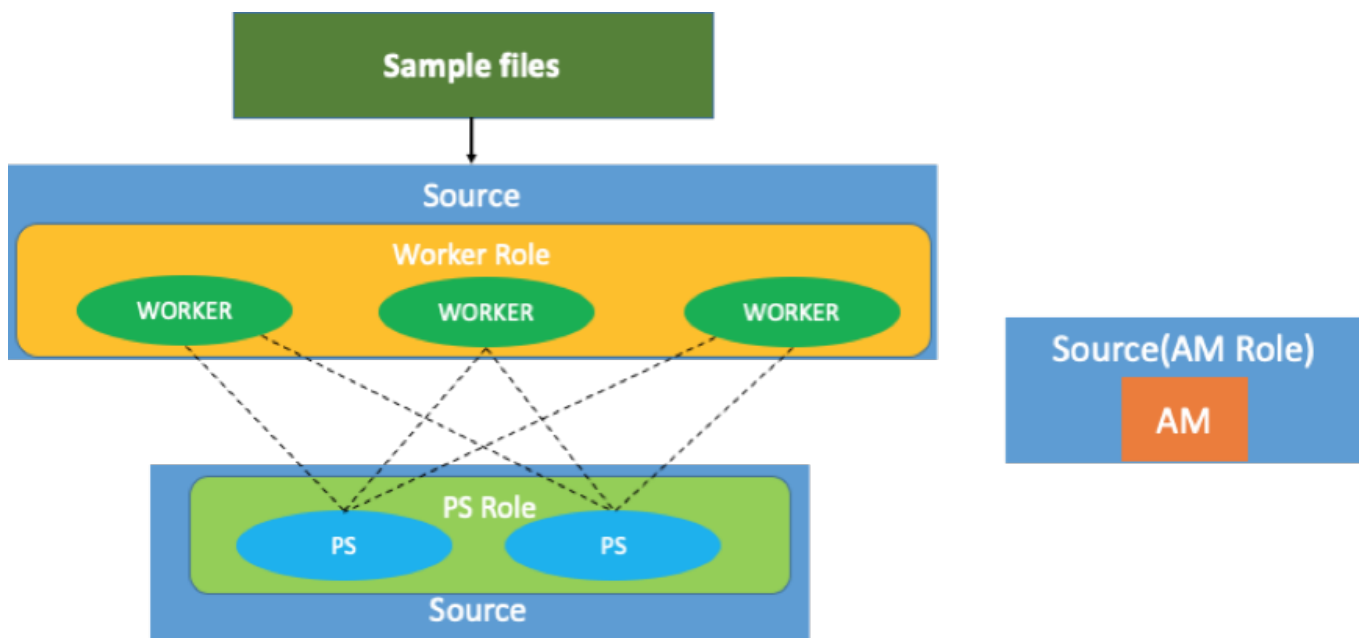 Sample files
Source
Worker Role
WORKER
WORKER
WORKER
Source(AM Role)
AM
PS Role
PS
PS
Source